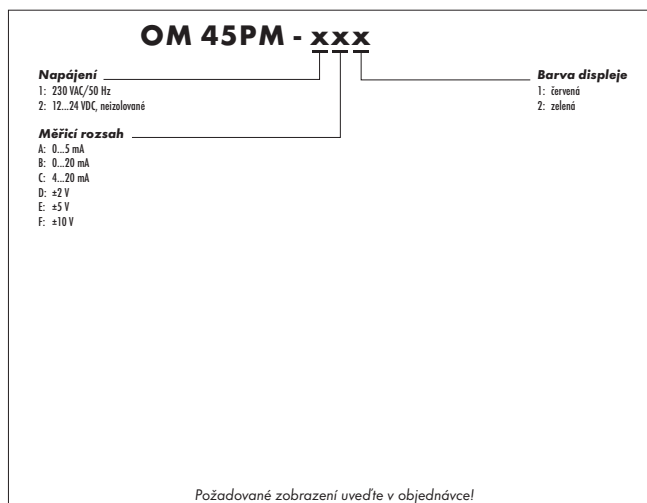 OM 45PM - xxx
Napájení
1: 230 VAC/50 Hz
2: 12...24 VDC, neizolované
Měřicí rozsah
A: 0...5 mA
B: 0...20 mA
C: 4...20 mA
D: ±2 V
E: ±5 V
F: ±10 V
Barva displeje
1: červená
2: zelená
Požadované zobrazení uveďte v objednávce!